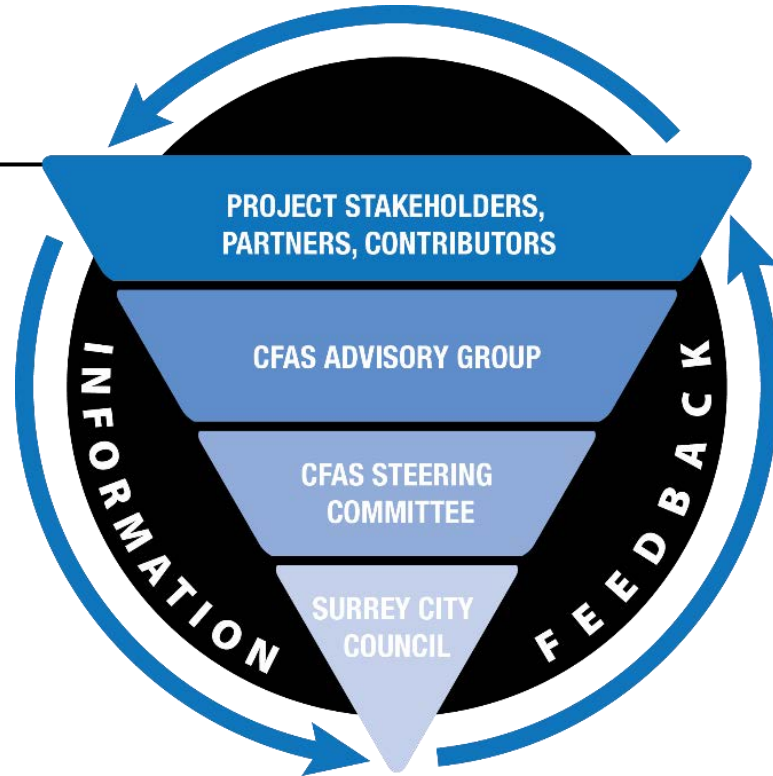 PROJECT STAKEHOLDERS,
PARTNERS, CONTRIBUTORS
CFAS ADVISORY GROUP
CFAS STEERING
COMMITTEE
SURREY CITY
COUNCIL
INFORMATION
FEEDBACK